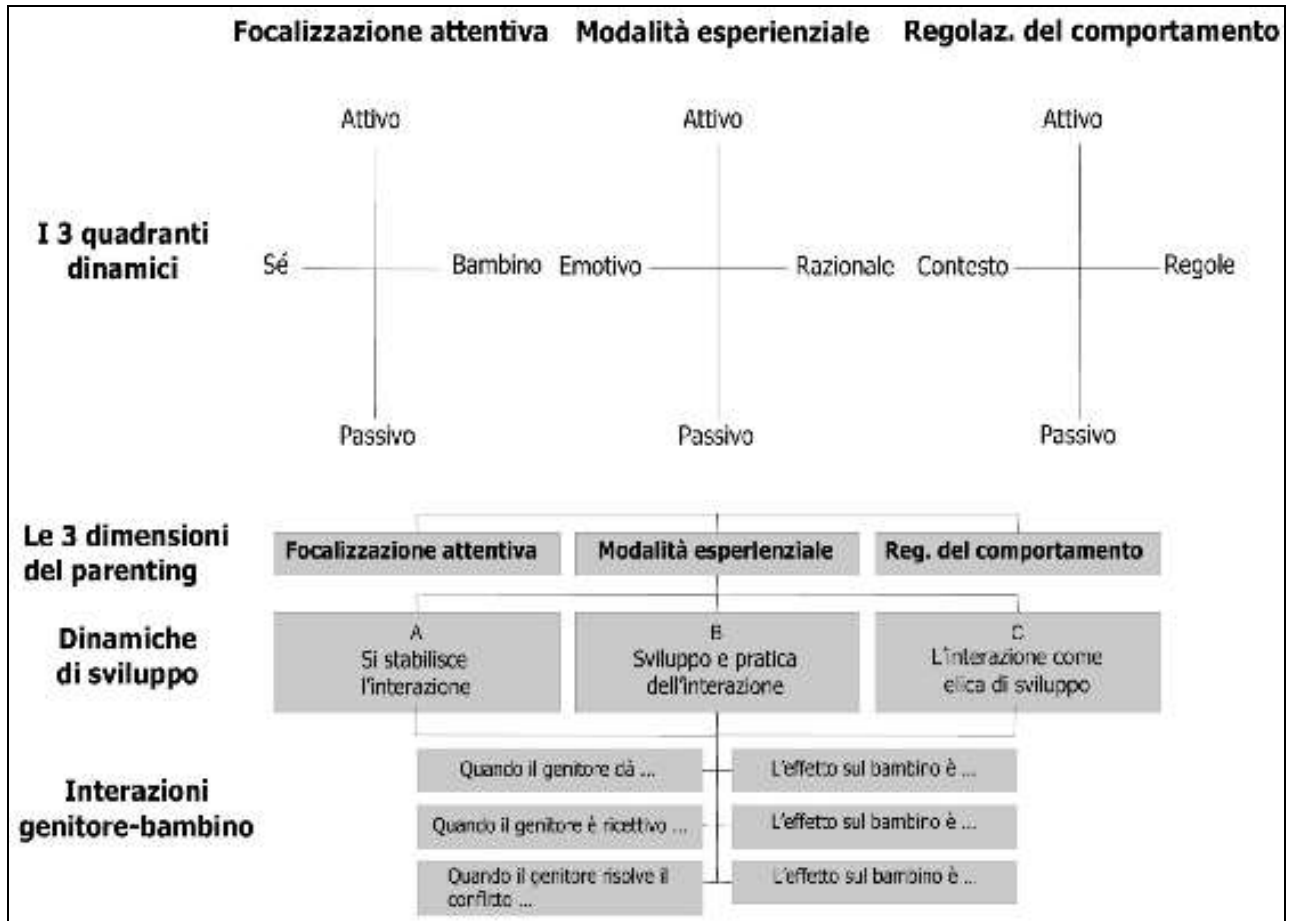 Focalizzazione attentiva Modalità esperienziale Regolaz. del comportamento
Attivo Attivo Attivo
I 3 quadranti
dinamici
Sé Bambino Emotivo Razionale Contesto Regole
Passivo Passivo Passivo
Le 3 dimensioni
del parenting
Focalizzazione attentiva Modalità esperienziale Reg. del comportamento
Dinamiche
di sviluppo
A
Si stabilisce
l'interazione
B
Sviluppo e pratica
dell'interazione
C
L'interazione come
elica di sviluppo
Interazioni
genitore-bambino
Quando il genitore dà ... L'effetto sul bambino è ...
Quando il genitore è ricettivo ... L'effetto sul bambino è ...
Quando il genitore risolve il
conflitto ...
L'effetto sul bambino è ...